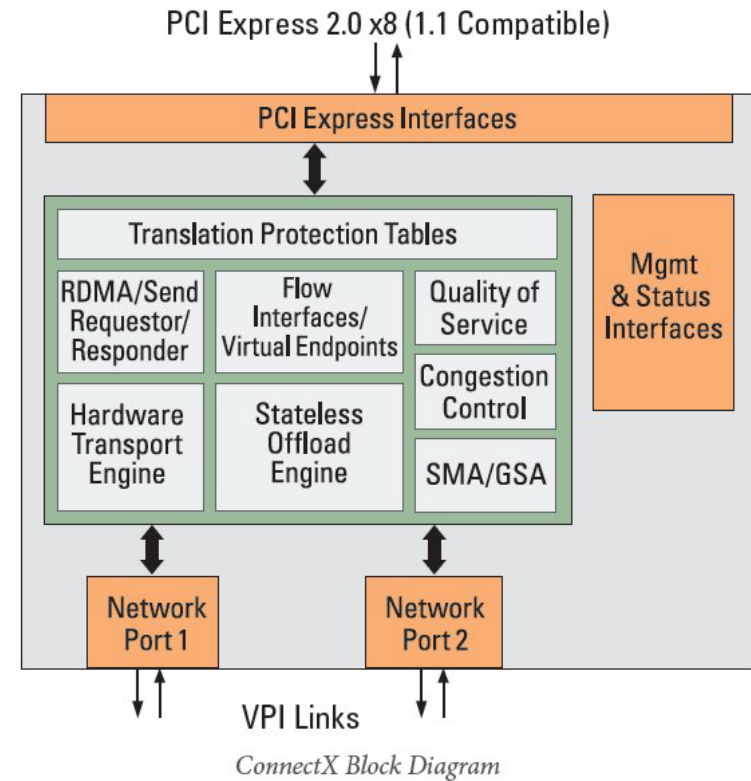 PCI Express 2.0 x8 (1.1 Compatible)
PCI Express Interfaces
Translation Protection Tables
RDMA/Send
Requestor/
Responder
Flow
Interfaces/
Virtual Endpoints
Quality of
Service
Mgmt
& Status
Interfaces
Congestion
Control
Hardware
Transport
Engine
Stateless
Offload
Engine
SMA/GSA
Network
Port 1
Network
Port 2
VPI Links
ConnectX Block Diagram